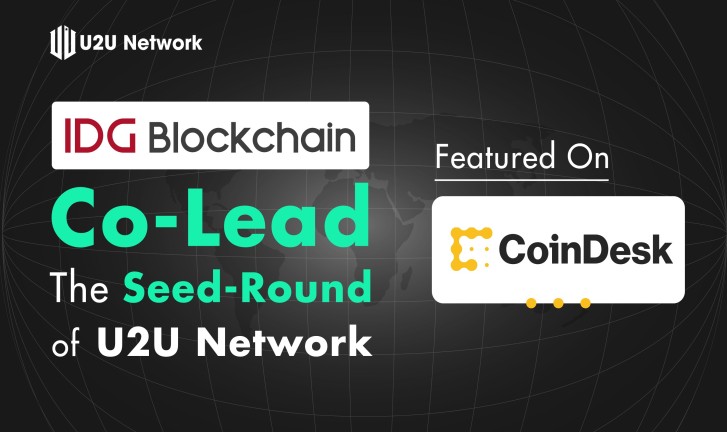 U2U Network
IDG Blockchain
Co-Lead
The Seed-Round
of U2U Network
Featured On
CoinDesk